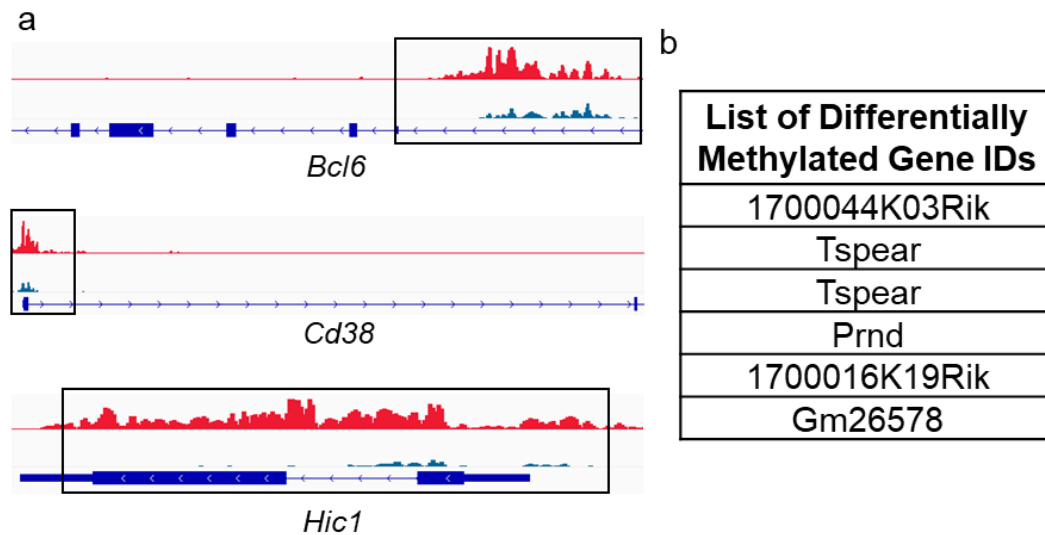 a
Bcl6
Cd38
Hic1
b
List of Differentially
Methylated Gene IDs
1700044K03Rik
Tspear
Tspear
Prnd
1700016K19Rik
Gm26578